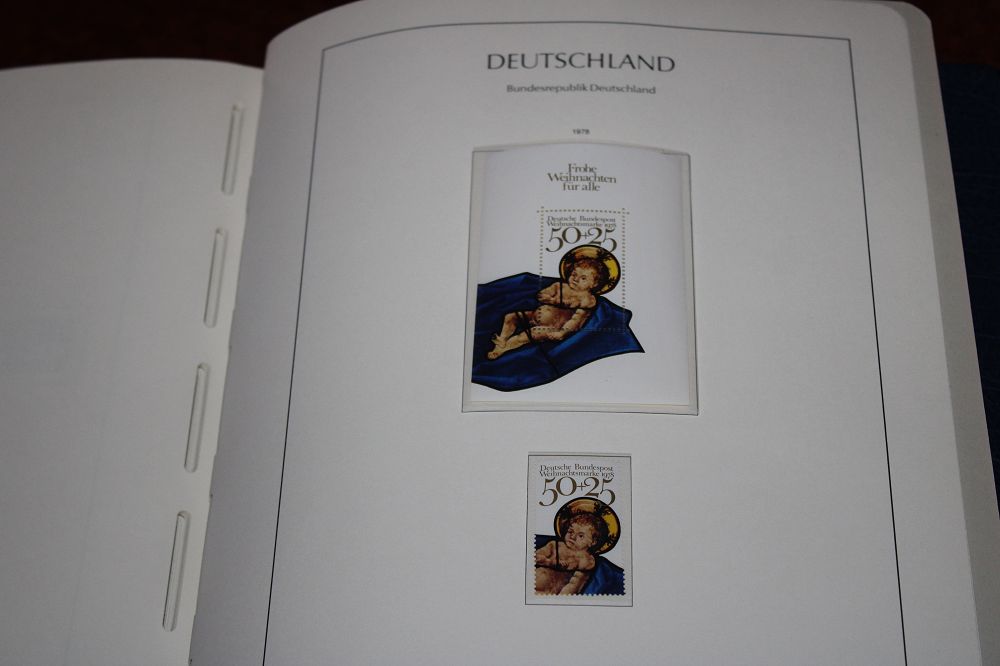 DEUTSCHLAND
Bundesrepublik Deutschland
1978
Frohe
Weihnachten
für alle
Deutsche Bundespost
Weihnachtsmarke 1978
50+25
Deutsche Bundespost
Weihnachtsmarke 1978
50+25